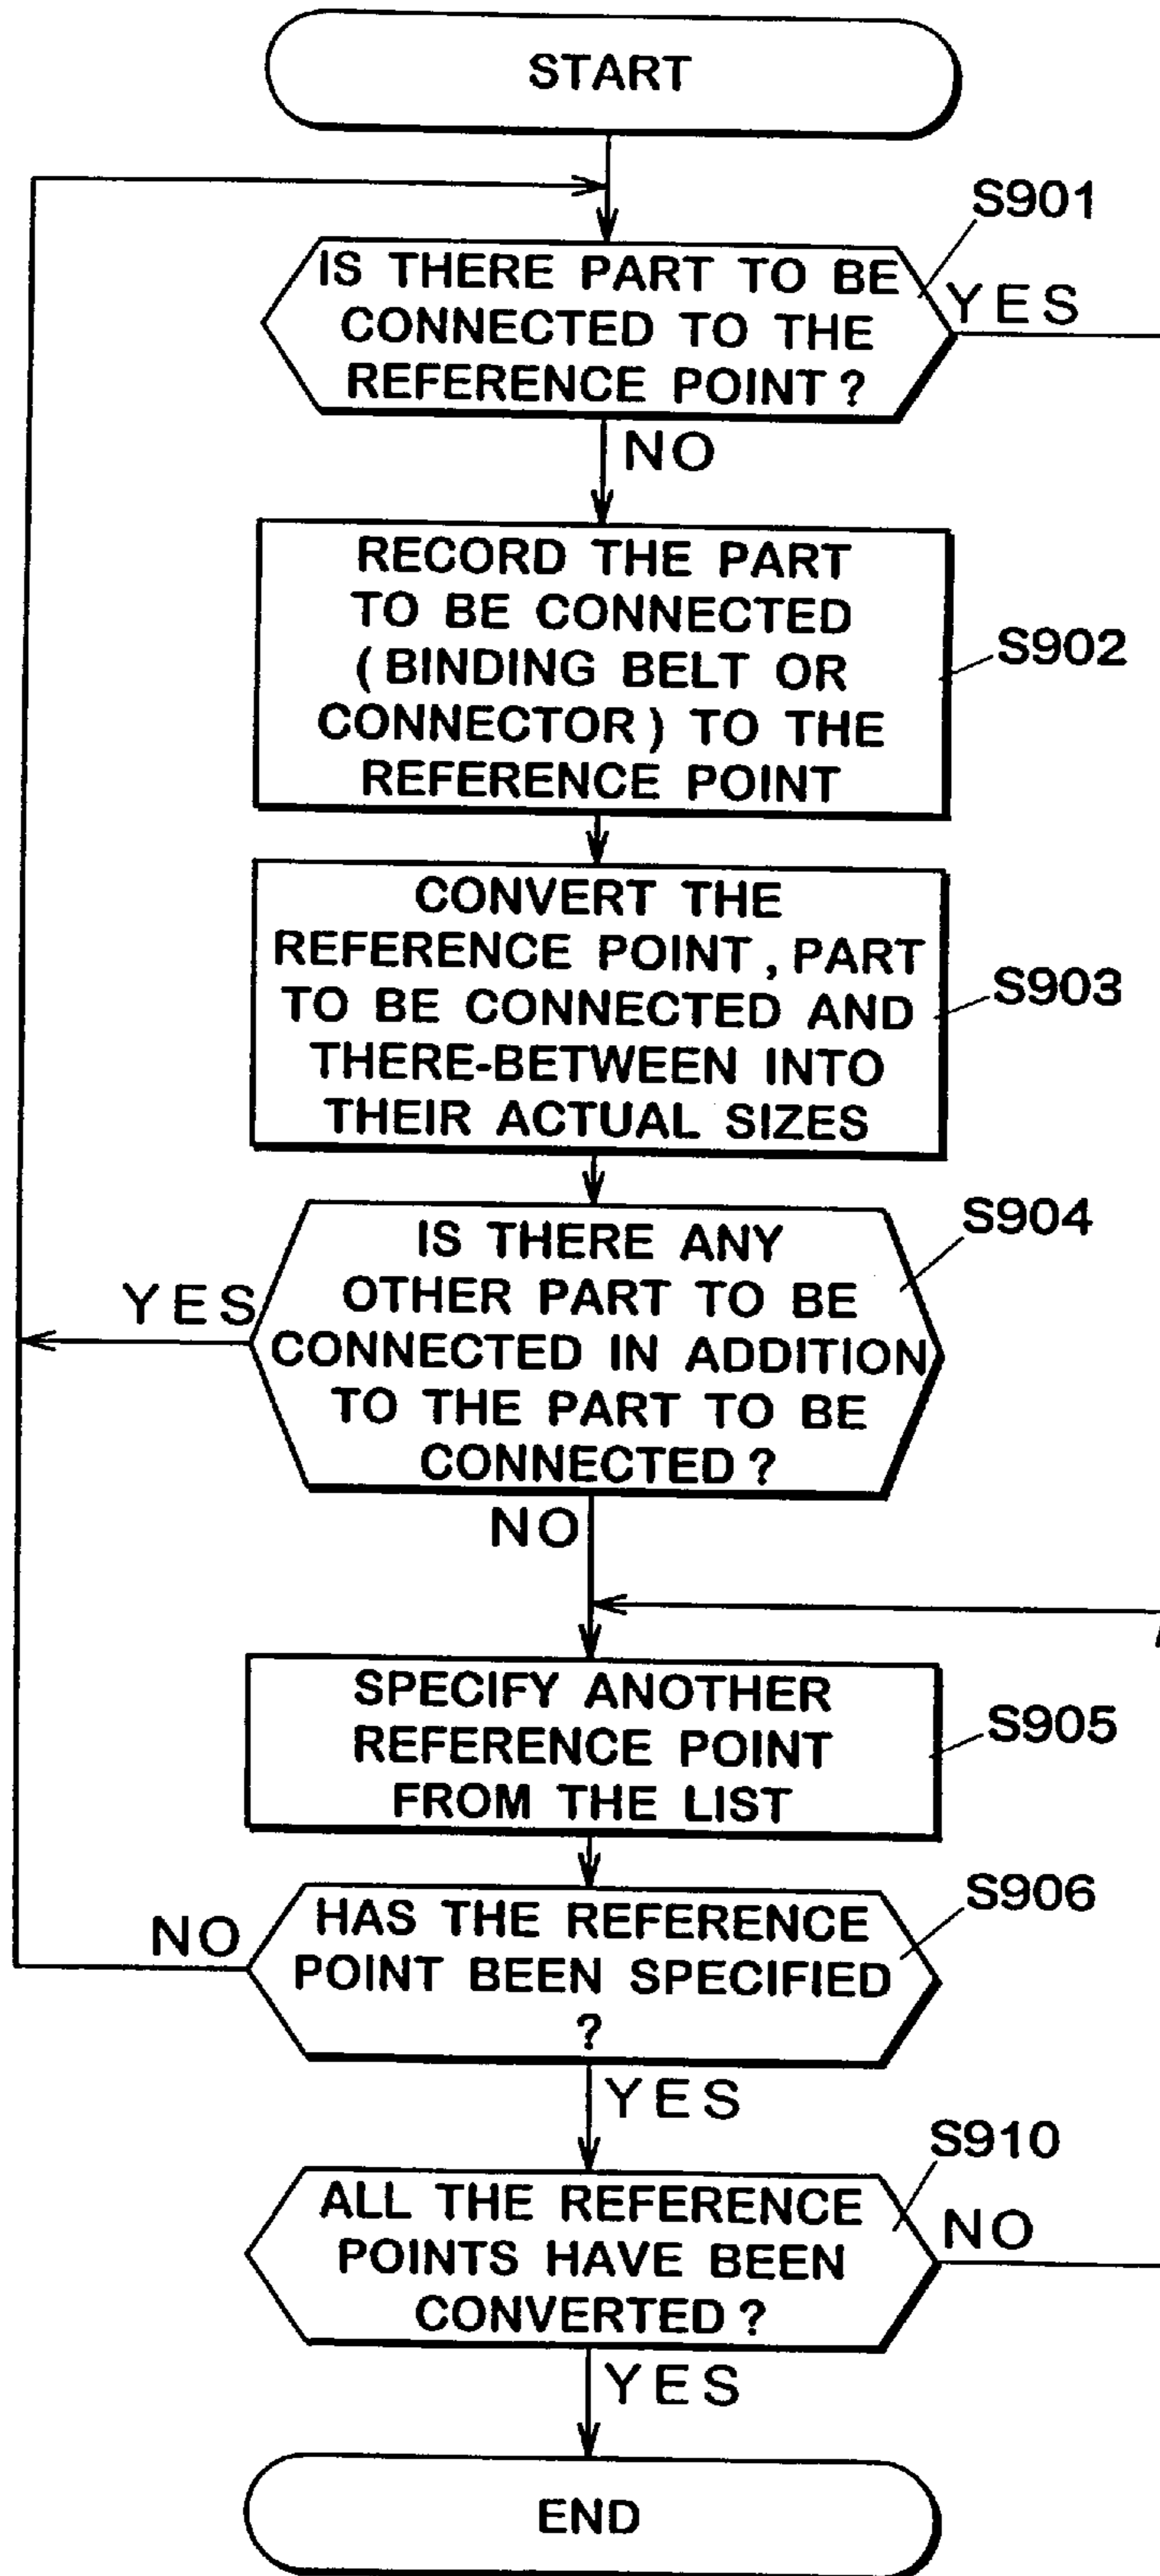 START
S901
IS THERE PART TO BE
CONNECTED TO THE
REFERENCE POINT ?
YES
NO
RECORD THE PART
TO BE CONNECTED
( BINDING BELT OR
CONNECTOR ) TO THE
REFERENCE POINT
S902
CONVERT THE
REFERENCE POINT , PART
TO BE CONNECTED AND
THERE-BETWEEN INTO
THEIR ACTUAL SIZES
S903
S904
IS THERE ANY
OTHER PART TO BE
CONNECTED IN ADDITION
TO THE PART TO BE
CONNECTED ?
YES
NO
SPECIFY ANOTHER
REFERENCE POINT
FROM THE LIST
S905
S906
HAS THE REFERENCE
POINT BEEN SPECIFIED
?
NO
YES
S910
ALL THE REFERENCE
POINTS HAVE BEEN
CONVERTED ?
NO
YES
END